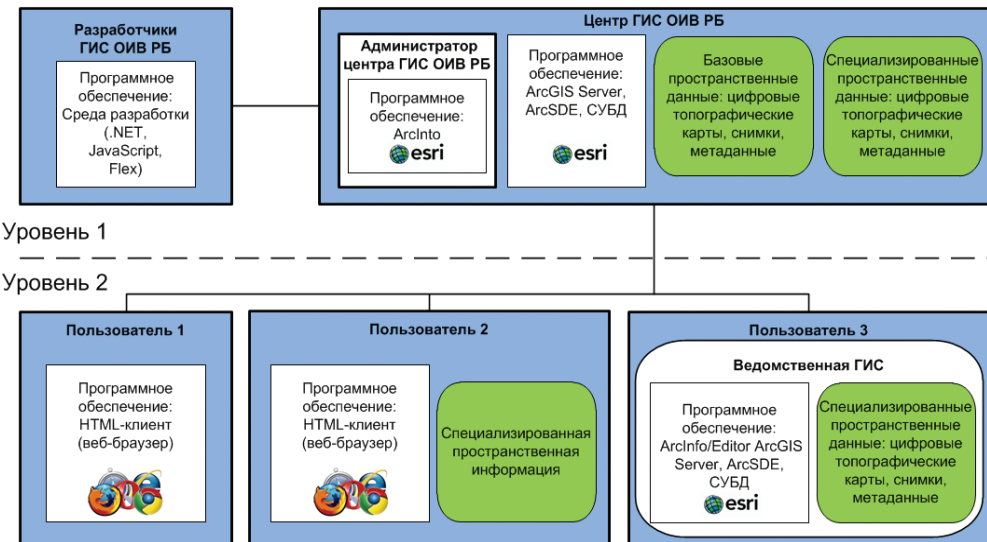 Разработчики
ГИС ОИВ РБ
Программное
обеспечение:
Среда разработки
(.NET,
JavaScript,
Flex)
Центр ГИС ОИВ РБ
Администратор
центра ГИС ОИВ РБ
Программное
обеспечение:
ArcInto
esri
Программное
обеспечение:
ArcGIS Server,
ArcSDE, СУБД
esri
Базовые
пространственные
данные: цифровые
топографические
карты, снимки,
метаданные
Специализированные
пространственные
данные: цифровые
топографические
карты, снимки,
метаданные
Уровень 1
Уровень 2
Пользователь 1
Программное
обеспечение:
HTML-клиент
(веб-браузер)
Пользователь 2
Программное
обеспечение:
HTML-клиент
(веб-браузер)
Специализированная
пространственная
информация
Пользователь 3
Ведомственная ГИС
Программное
обеспечение:
ArcInfo/Editor ArcGIS
Server, ArcSDE,
СУБД
esri
Специализированные
пространственные
данные: цифровые
топографические
карты, снимки,
метаданные